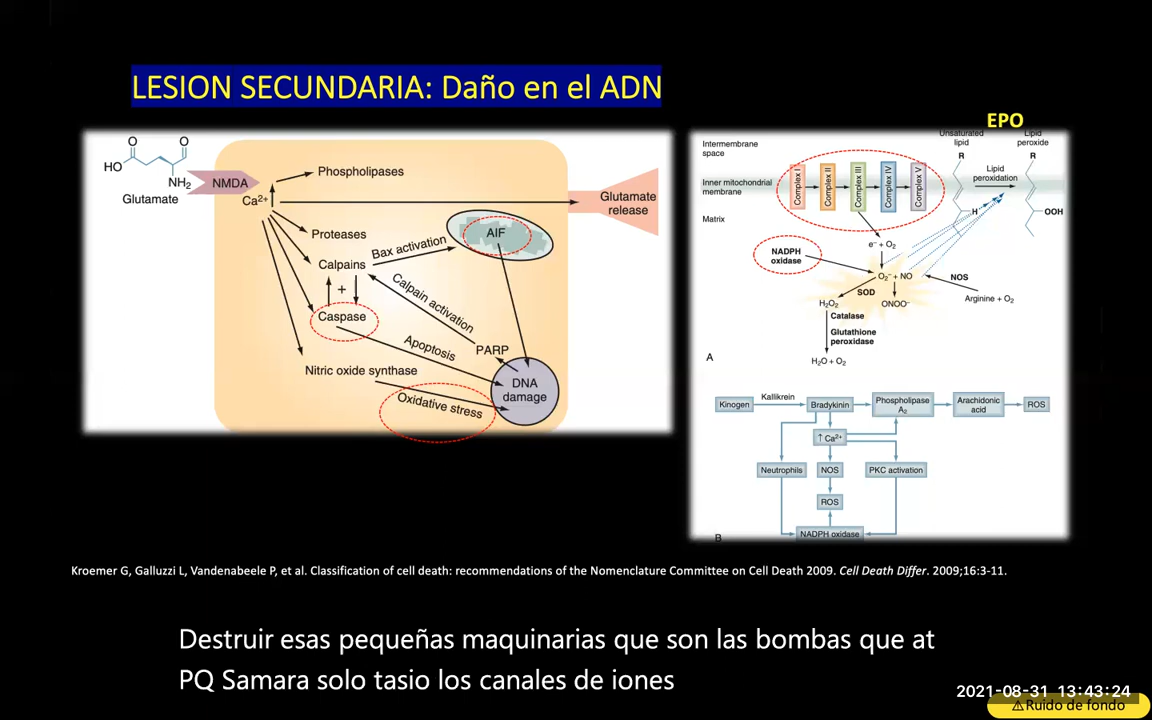 LESION SECUNDARIA: Daño en el ADN
O
O
HO
NH2
Glutamate
NMDA
Ca2+
Phospholipases
Glutamate
release
Proteases
Calpains
Bax activation
AIF
+
Calpain activation
Caspase
Apoptosis
PARP
Nitric oxide synthase
Oxidative stress
DNA
damage
EPO
Intermembrane
space
Inner mitochondrial
membrane
Matrix
Complex I
Complex II
Complex III
Complex IV
Complex V
Unsaturated
lipid
R
H
Lipid
peroxidation
Lipid
peroxide
R
OOH
NADPH
oxidase
e− + O2
O2− + NO
NOS
Arginine + O2
SOD
H2O2
ONOO−
Catalase
Glutathione
peroxidase
H2O + O2
A
Kinogen
Kallikrein
Bradykinin
Phospholipase
A2
Arachidonic
acid
ROS
↑ Ca2+
Neutrophils
NOS
PKC activation
ROS
NADPH oxidase
B
Kroemer G, Galluzzi L, Vandenabeele P, et al. Classification of cell death: recommendations of the Nomenclature Committee on Cell Death 2009. Cell Death Differ. 2009;16:3-11.
Destruir esas pequeñas maquinarias que son las bombas que at
PQ Samara solo tasio los canales de iones
2021-08-31 13:43:24
⚠Ruido de fondo